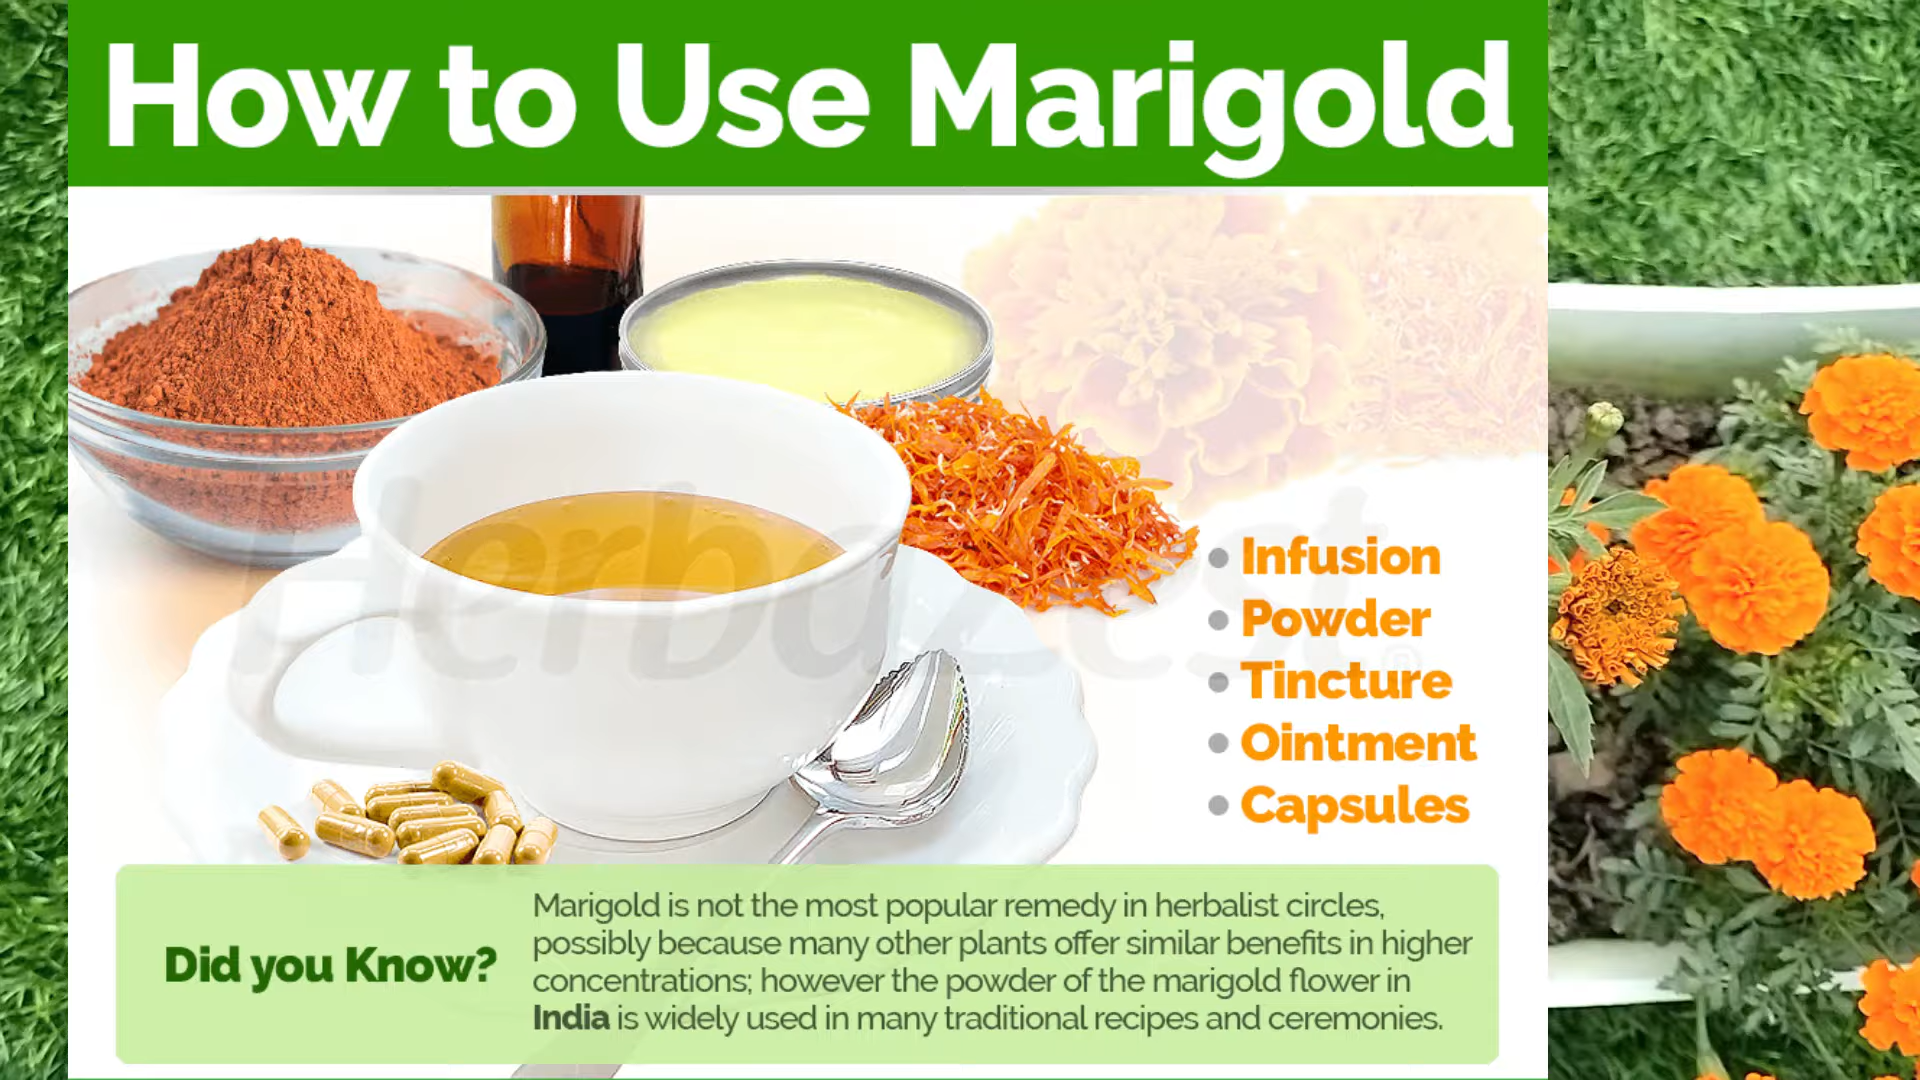 How to Use Marigold
HerbaZest®
• Infusion
• Powder
• Tincture
• Ointment
• Capsules
Did you Know?
Marigold is not the most popular remedy in herbalist circles,
possibly because many other plants offer similar benefits in higher
concentrations; however the powder of the marigold flower in
India is widely used in many traditional recipes and ceremonies.